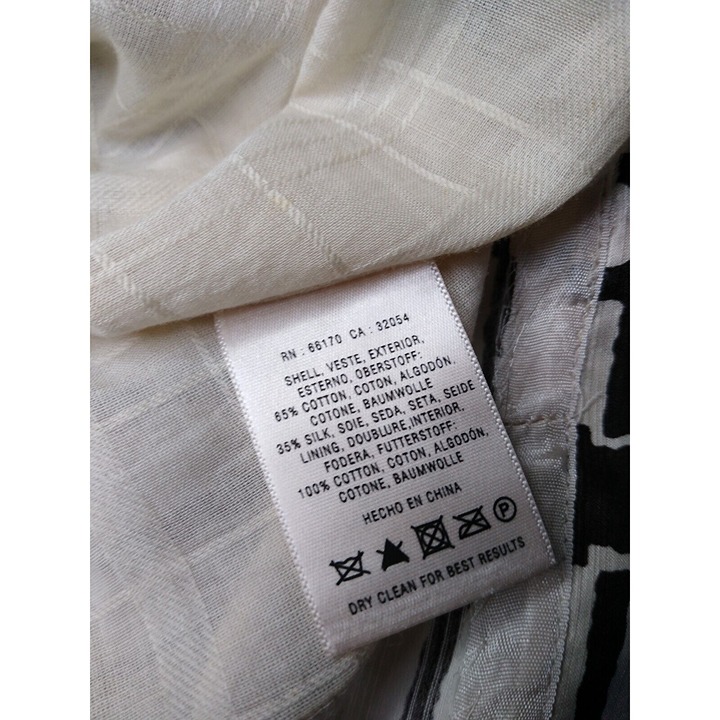 RN : 66170 CA : 32054
SHELL, VESTE, EXTERIOR,
ESTERNO, OBERSTOFF:
65% COTTON, COTON, ALGODÓN,
COTONE, BAUMWOLLE
35% SILK, SOIE, SEDA, SETA, SEIDE
LINING, DOUBLURE,INTERIOR.
FODERA, FUTTERSTOFF:
100% COTTON, COTON, ALGODÓN,
COTONE, BAUMWOLLE
HECHO EN CHINA
P
DRY CLEAN FOR BEST RESULTS